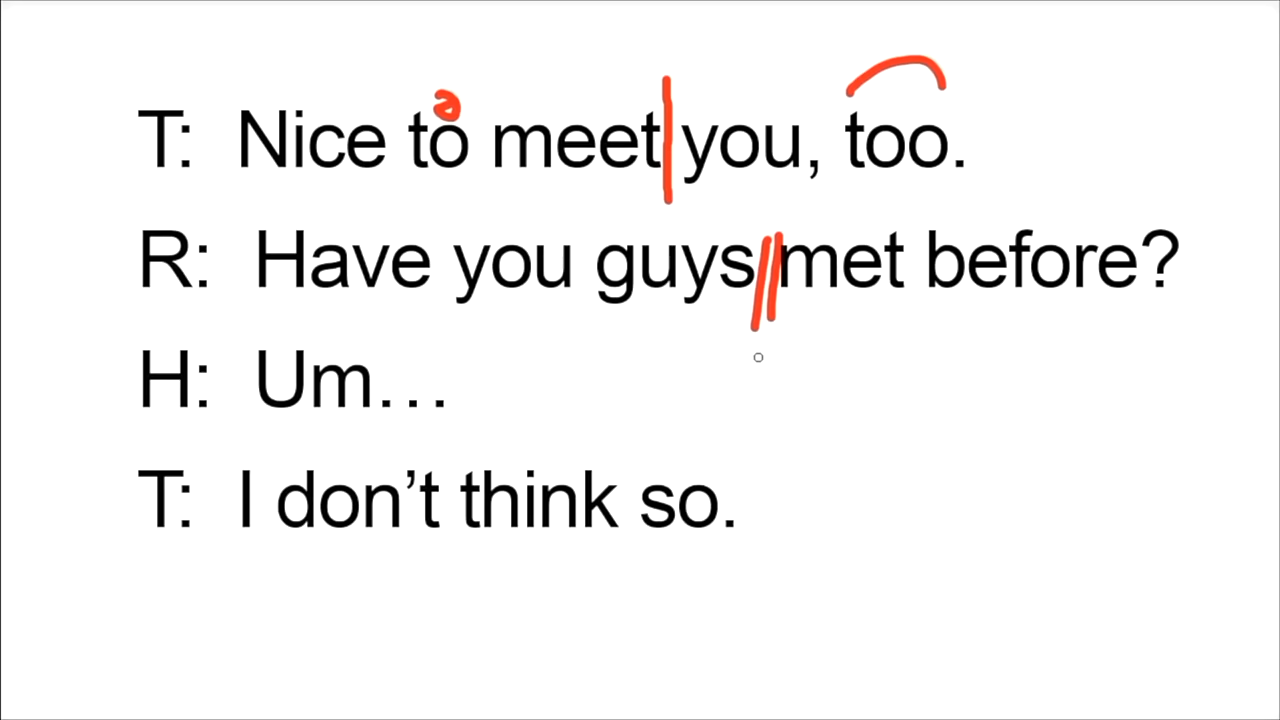 T: Nice to meet you, too.
R: Have you guys met before?
H: Um…
T: I don’t think so.